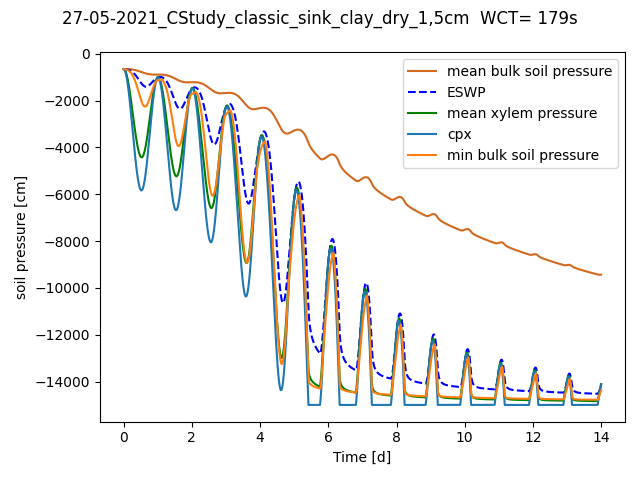 27-05-2021_CStudy_classic_sink_clay_dry_1,5cm  WCT= 179s
mean bulk soil pressure
ESWP
mean xylem pressure
cpx
min bulk soil pressure
soil pressure [cm]
0
−2000
−4000
−6000
−8000
−10000
−12000
−14000
0 2 4 6 8 10 12 14
Time [d]